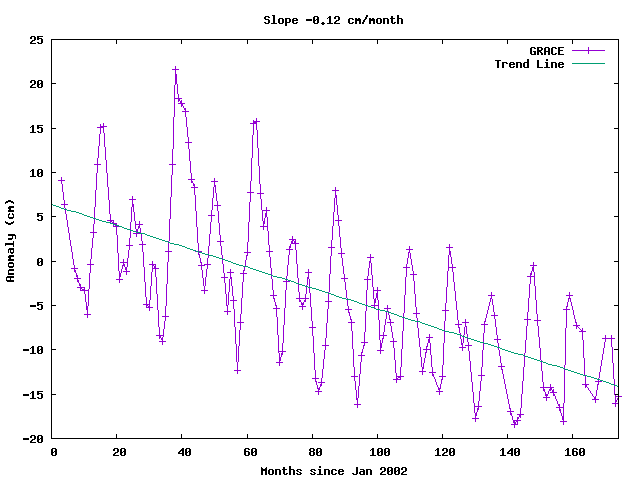 Slope -0.12 cm/month
25
20
15
10
5
0
-5
-10
-15
-20
Anomaly (cm)
GRACE
Trend Line
0 20 40 60 80 100 120 140 160
Months since Jan 2002